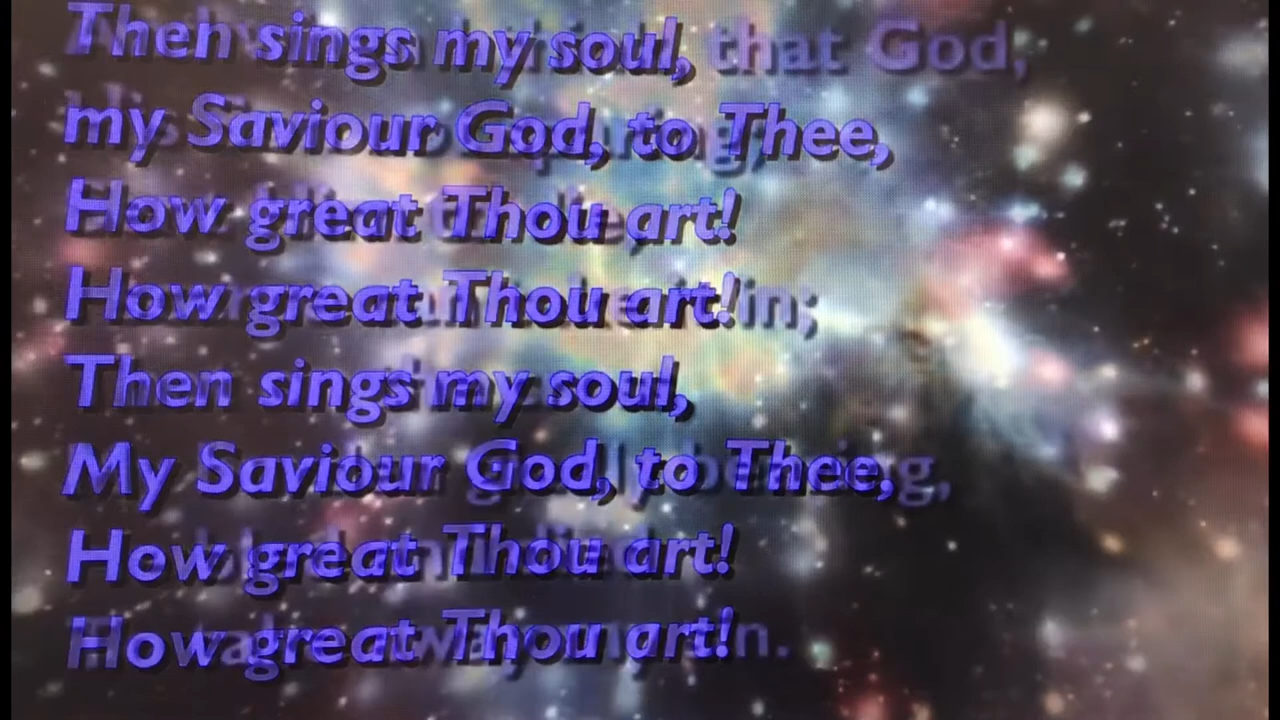 Then sings my soul, that God,
my Saviour God, to Thee,
How great Thou art!
How great Thou art! in;
Then sings my soul,
My Saviour God, to Thee,
How great Thou art!
How great Thou art!